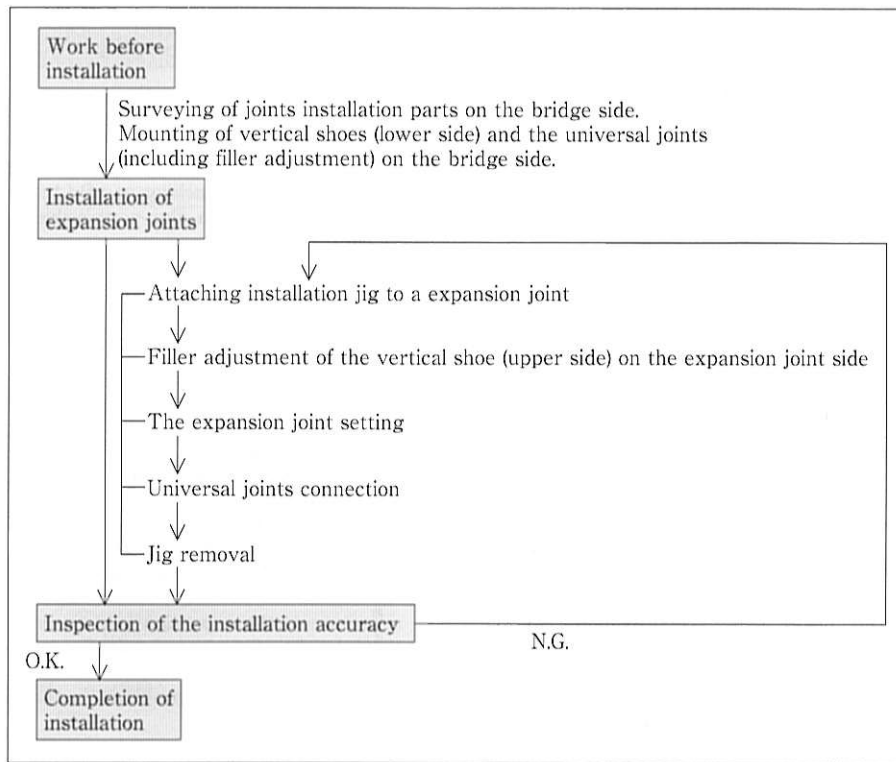 Work before
installation
Surveying of joints installation parts on the bridge side.
Mounting of vertical shoes (lower side) and the universal joints
(including filler adjustment) on the bridge side.
Installation of
expansion joints
Attaching installation jig to a expansion joint
Filler adjustment of the vertical shoe (upper side) on the expansion joint side
The expansion joint setting
Universal joints connection
Jig removal
Inspection of the installation accuracy
N.G.
O.K.
Completion of
installation